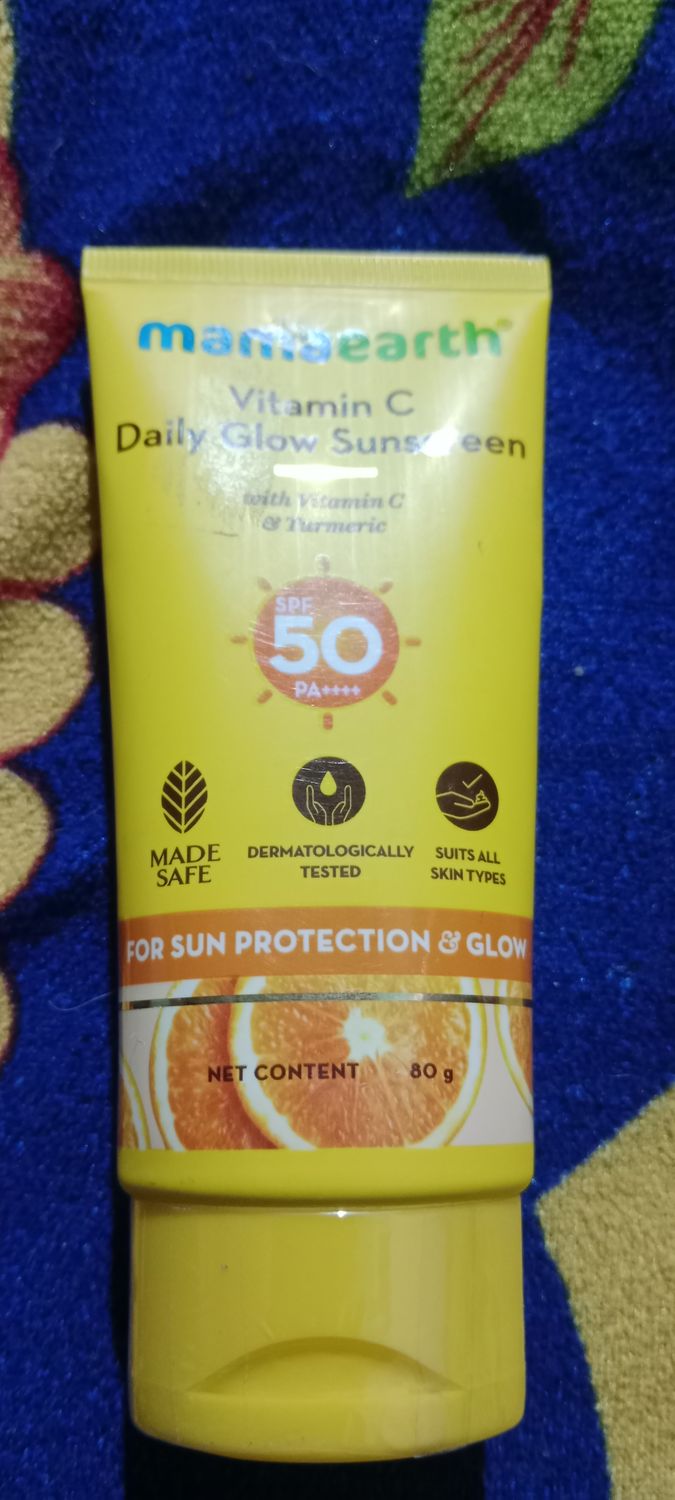 mamaearth
Vitamin C
Daily Glow Sunscreen
with Vitamin C
& Turmeric
SPF
50
PA++++
MADE
SAFE
DERMATOLOGICALLY
TESTED
SUITS ALL
SKIN TYPES
FOR SUN PROTECTION & GLOW
NET CONTENT 80 g